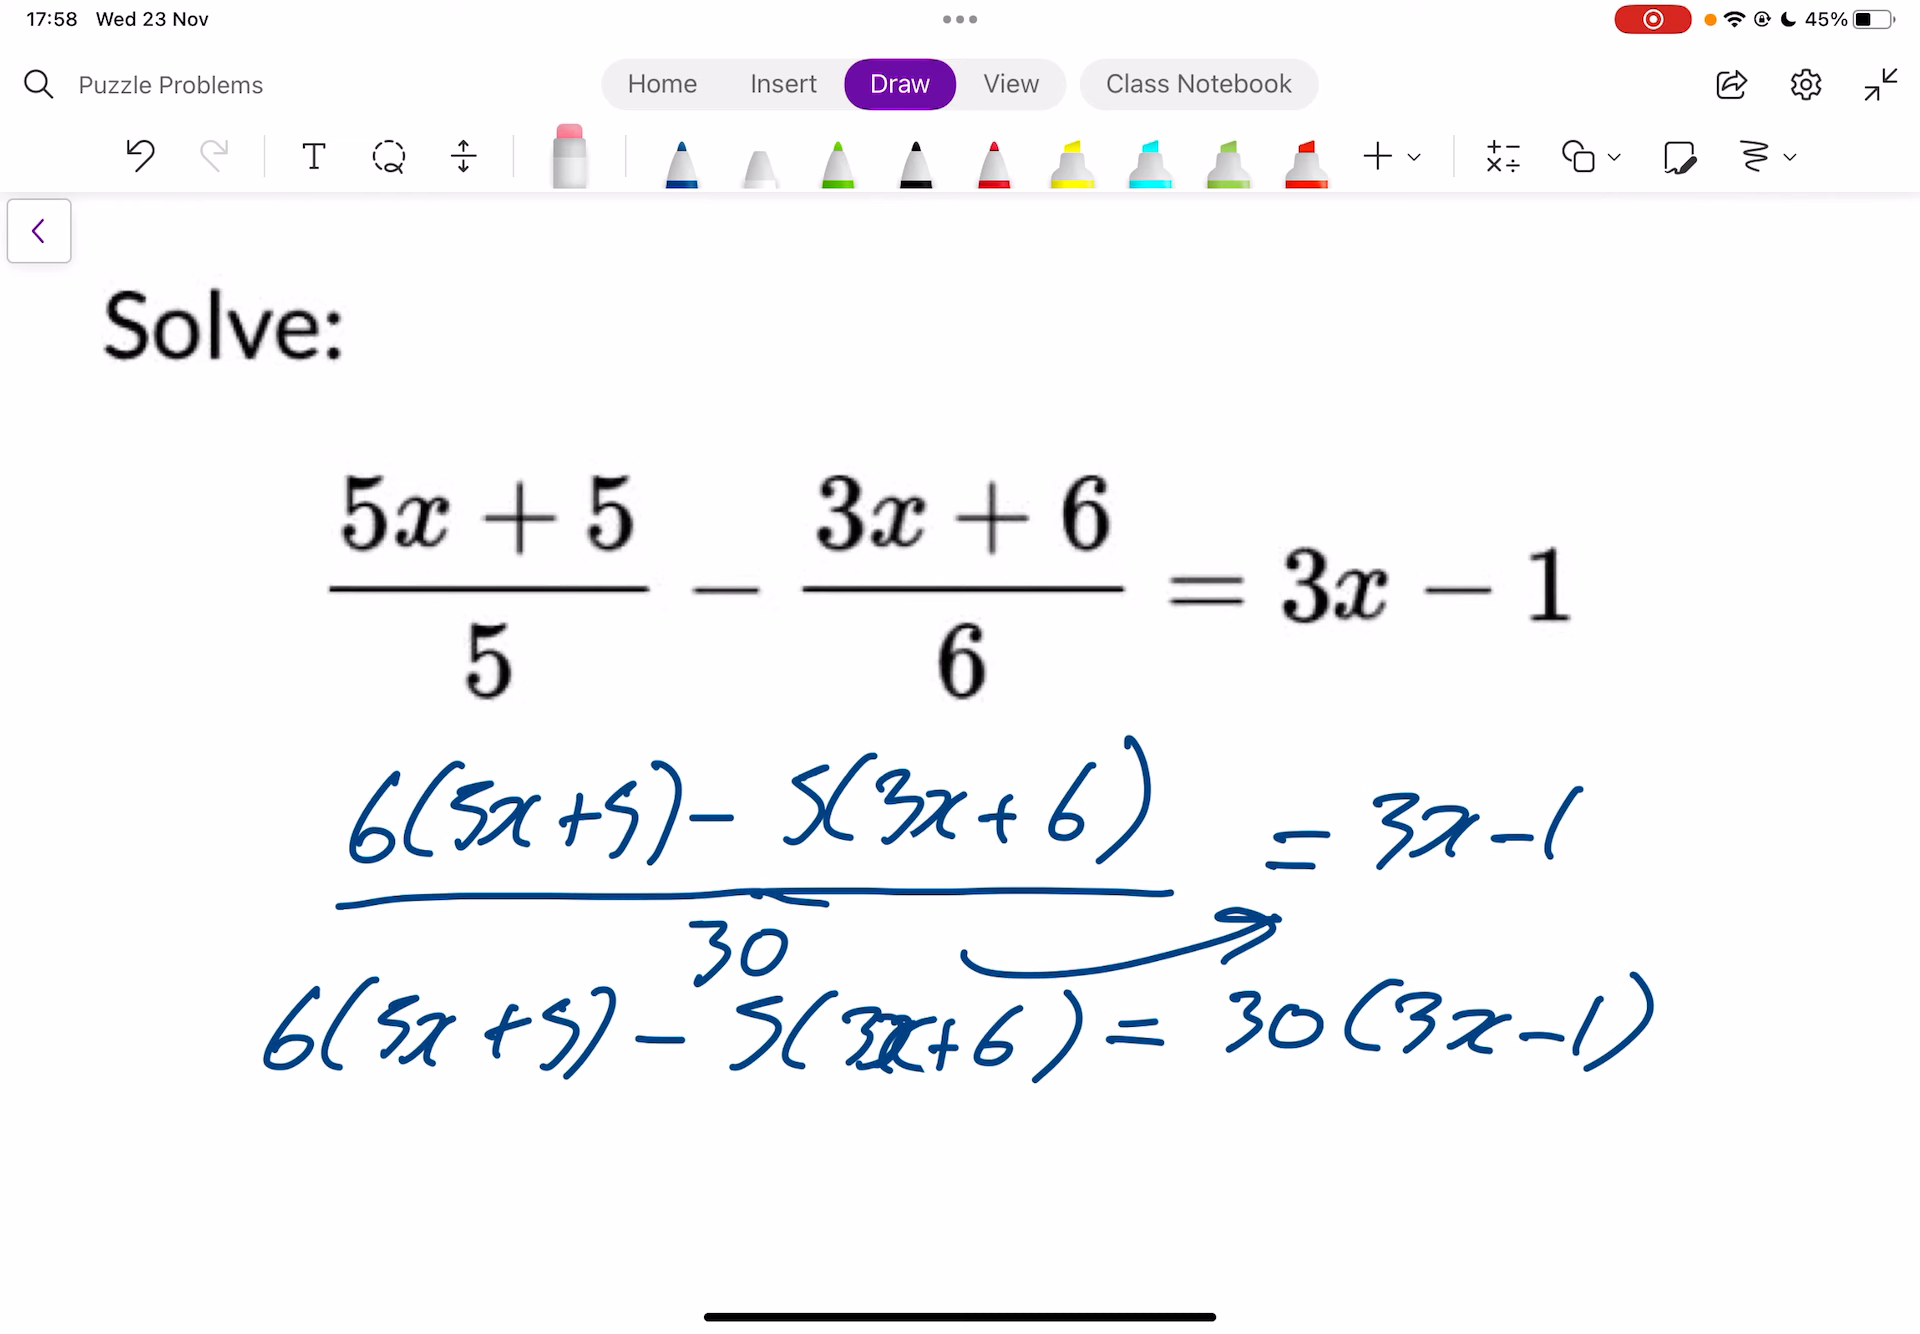 17:58 Wed 23 Nov 45%
Puzzle Problems Home Insert Draw View Class Notebook
T
Solve:
5x + 5 3x + 6
— = 3x − 1
5 6
6(5x+5)− 5(3x+6) = 3x−1
30
6(5x+5)− 5(3x+6) = 30(3x−1)